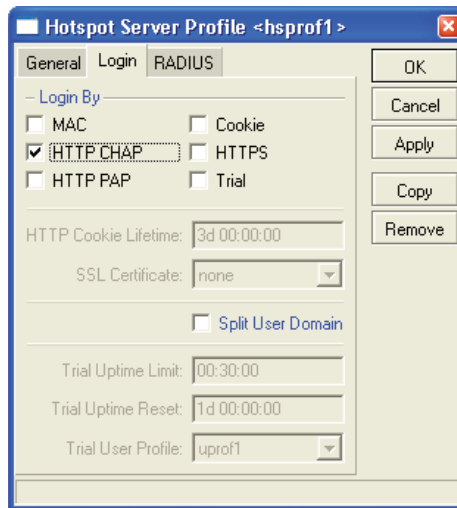 Hotspot Server Profile <hsprof1>
General Login RADIUS
OK
Cancel
Apply
Copy
Remove
Login By
MAC Cookie
HTTP CHAP HTTPS
HTTP PAP Trial
HTTP Cookie Lifetime: 3d 00:00:00
SSL Certificate: none
Split User Domain
Trial Uptime Limit: 00:30:00
Trial Uptime Reset: 1d 00:00:00
Trial User Profile: uprof1